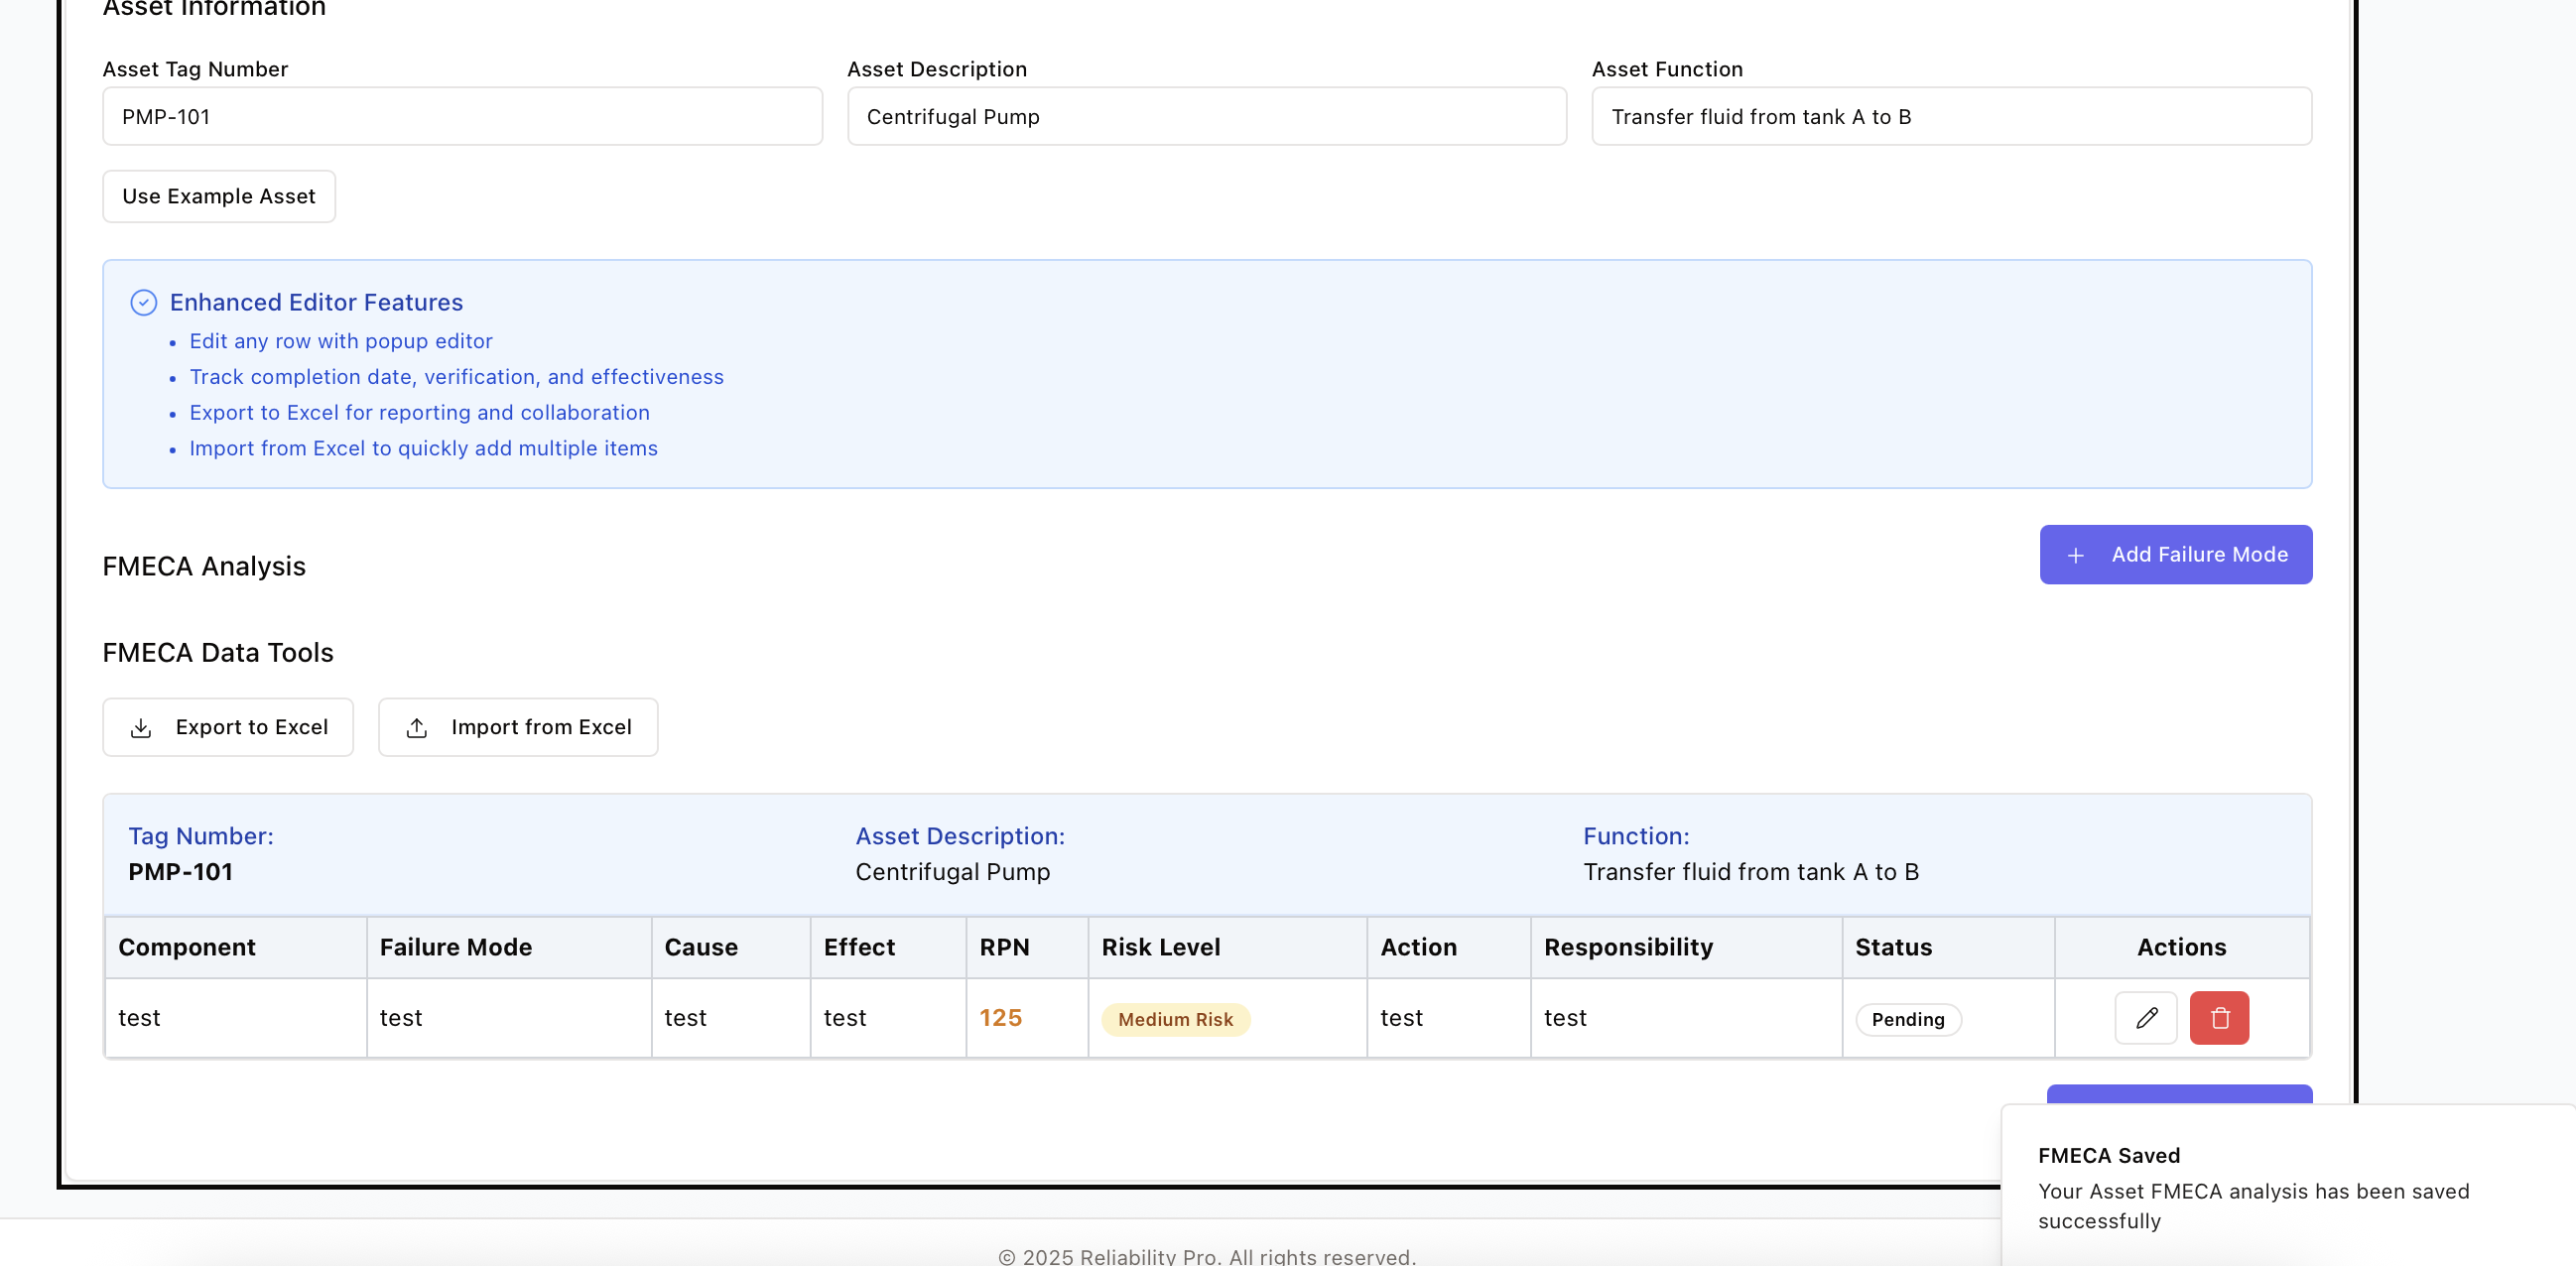 Asset Information
Asset Tag Number
Asset Description
Asset Function
PMP-101
Centrifugal Pump
Transfer fluid from tank A to B
Use Example Asset
Enhanced Editor Features
• Edit any row with popup editor
• Track completion date, verification, and effectiveness
• Export to Excel for reporting and collaboration
• Import from Excel to quickly add multiple items
FMECA Analysis
+ Add Failure Mode
FMECA Data Tools
Export to Excel
Import from Excel
Tag Number:
Asset Description:
Function:
PMP-101
Centrifugal Pump
Transfer fluid from tank A to B
Component Failure Mode Cause Effect RPN Risk Level Action Responsibility Status Actions
test test test test 125 Medium Risk test test Pending
FMECA Saved
Your Asset FMECA analysis has been saved
successfully
© 2025 Reliability Pro. All rights reserved.